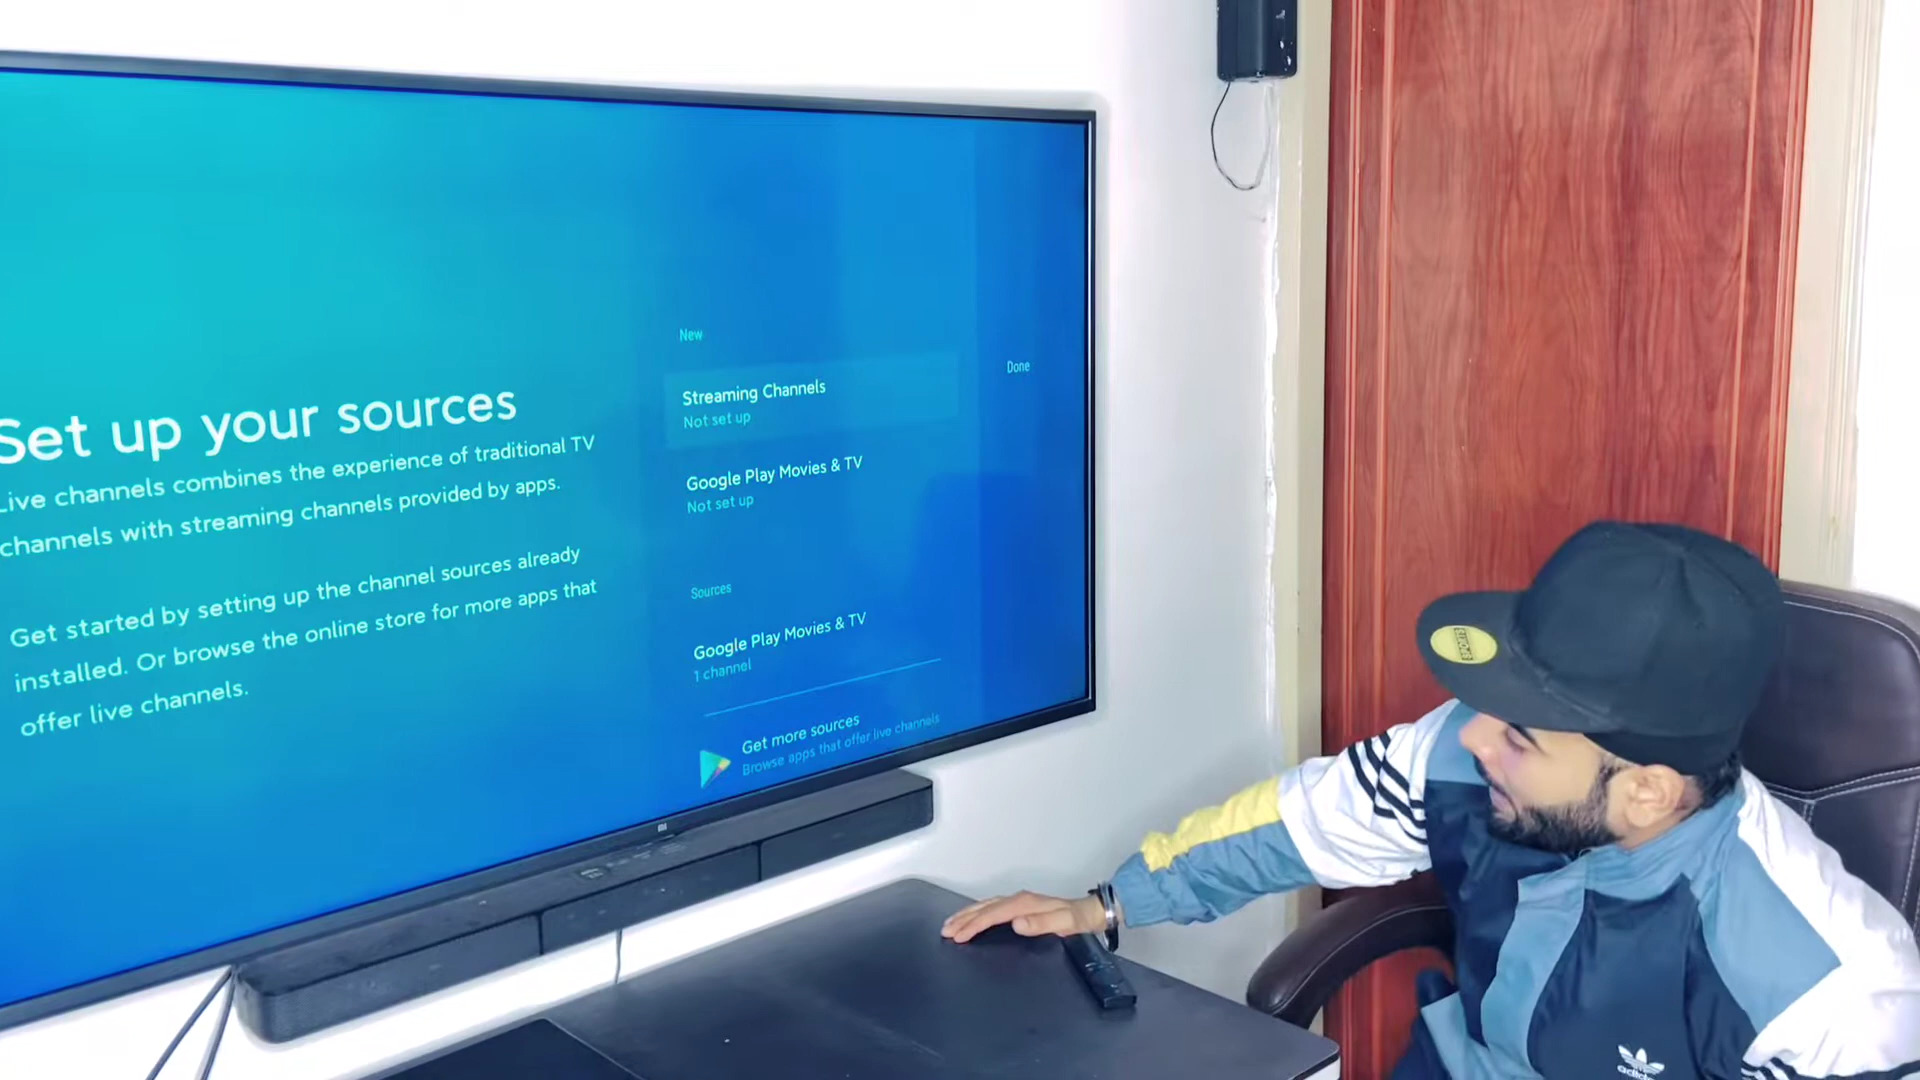 Set up your sources
Live channels combines the experience of traditional TV
channels with streaming channels provided by apps.
Get started by setting up the channel sources already
installed. Or browse the online store for more apps that
offer live channels.
New
Streaming Channels
Not set up
Google Play Movies & TV
Not set up
Sources
Google Play Movies & TV
1 channel
Get more sources
Browse apps that offer live channels
Done
mi
SPORTS
adidas